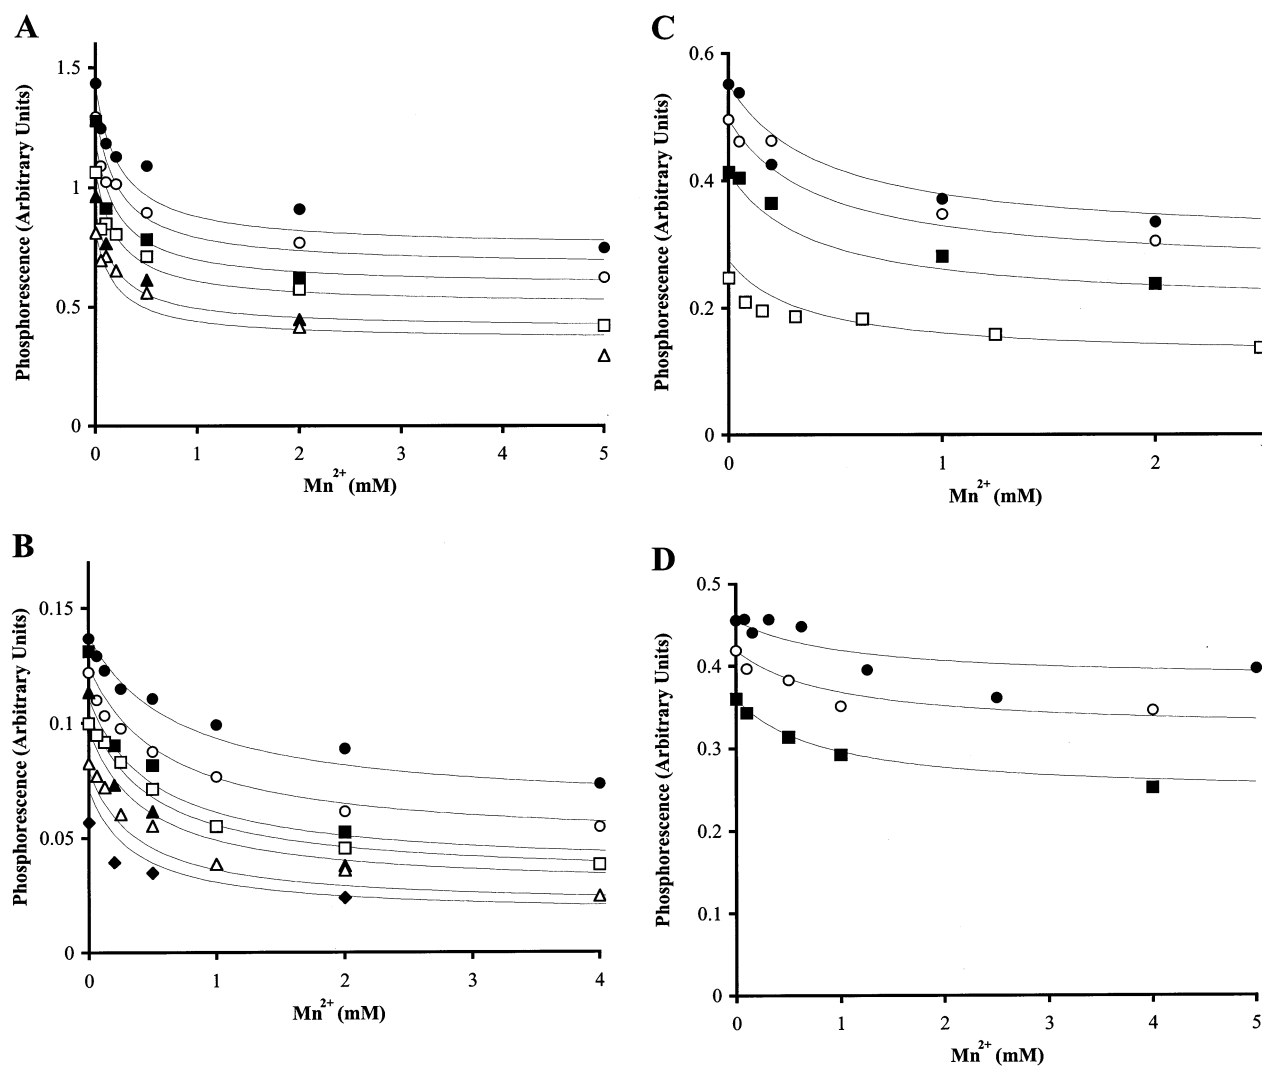 A
Phosphorescence (Arbitrary Units)
1.5
1
0.5
0
0 1 2 3 4 5
Mn2+ (mM)
B
Phosphorescence (Arbitrary Units)
0.15
0.1
0.05
0
0 1 2 3 4
Mn2+ (mM)
C
Phosphorescence (Arbitrary Units)
0.6
0.4
0.2
0
0 1 2
Mn2+ (mM)
D
Phosphorescence (Arbitrary Units)
0.5
0.4
0.3
0.2
0.1
0
0 1 2 3 4 5
Mn2+ (mM)